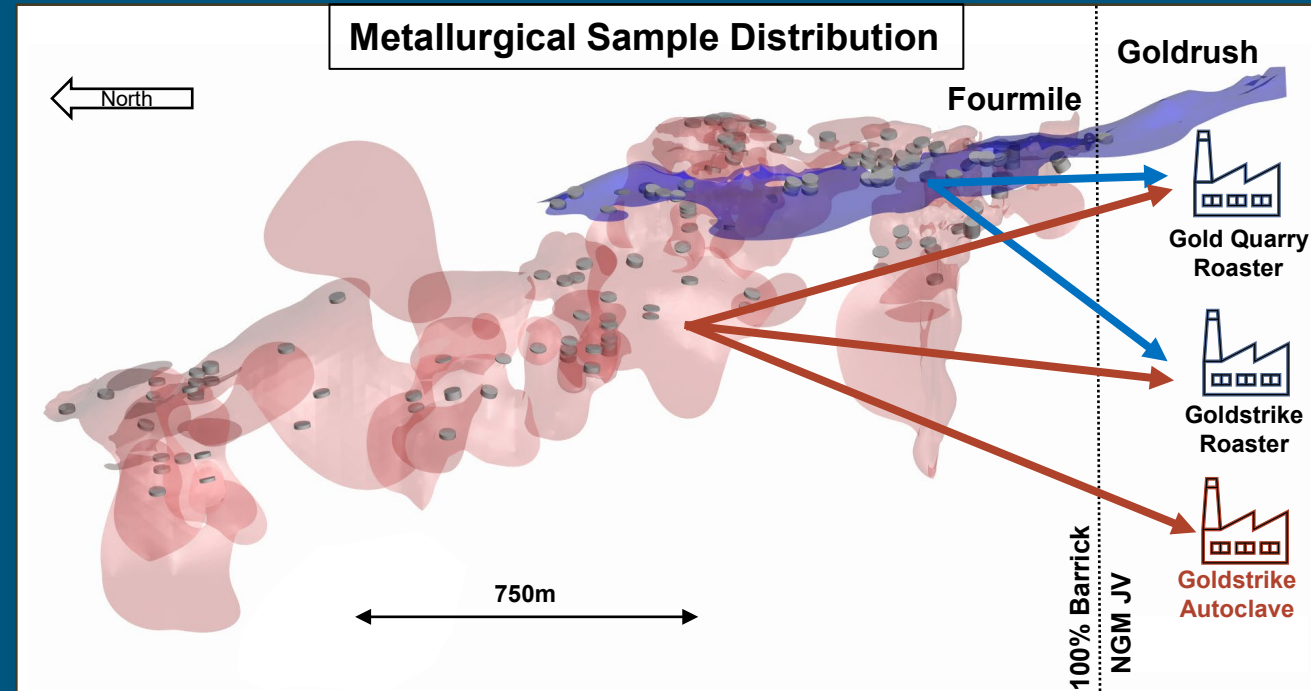 Metallurgical Sample Distribution
North
Goldrush
Fourmile
Gold Quarry
Roaster
Goldstrike
Roaster
Goldstrike
Autoclave
750m
100% Barrick
NGM JV